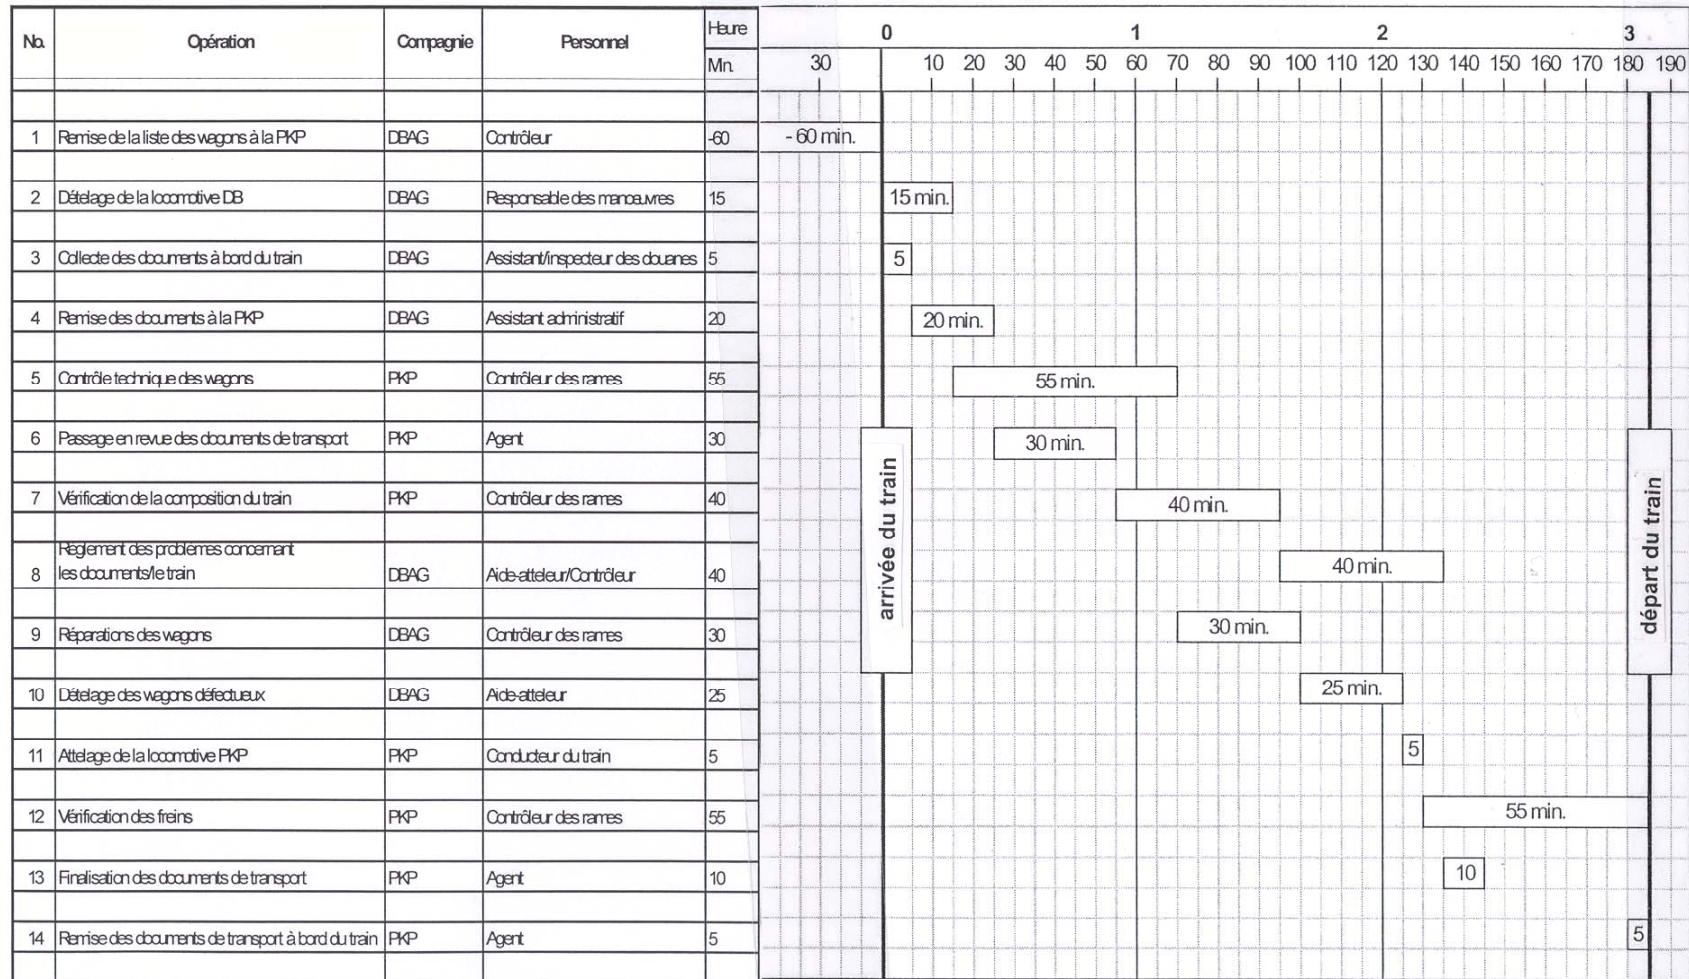 No. Opération Compagnie Personnel Heure 0 1 2 3
Mn. 30 10 20 30 40 50 60 70 80 90 100 110 120 130 140 150 160 170 180 190
1 Remise de la liste des wagons à la PKP DBAG Contrôleur -60 - 60 min.
2 Dételage de la locomotive DB DBAG Responsable des manœuvres 15 15 min.
3 Collecte des documents à bord du train DBAG Assistant/inspecteur des douanes 5 5
4 Remise des documents à la PKP DBAG Assistant administratif 20 20 min.
5 Contrôle technique des wagons PKP Contrôleur des rames 55 55 min.
6 Passage en revue des documents de transport PKP Agent 30 30 min.
7 Vérification de la composition du train PKP Contrôleur des rames 40 40 min.
Règlement des problèmes concernant
8 les documents/le train DBAG Aide-atteleur/Contrôleur 40 40 min.
9 Réparations des wagons DBAG Contrôleur des rames 30 30 min.
10 Dételage des wagons défectueux DBAG Aide-atteleur 25 25 min.
11 Attelage de la locomotive PKP PKP Conducteur du train 5 5
12 Vérification des freins PKP Contrôleur des rames 55 55 min.
13 Finalisation des documents de transport PKP Agent 10 10
14 Remise des documents de transport à bord du train PKP Agent 5 5
arrivée du train
départ du train